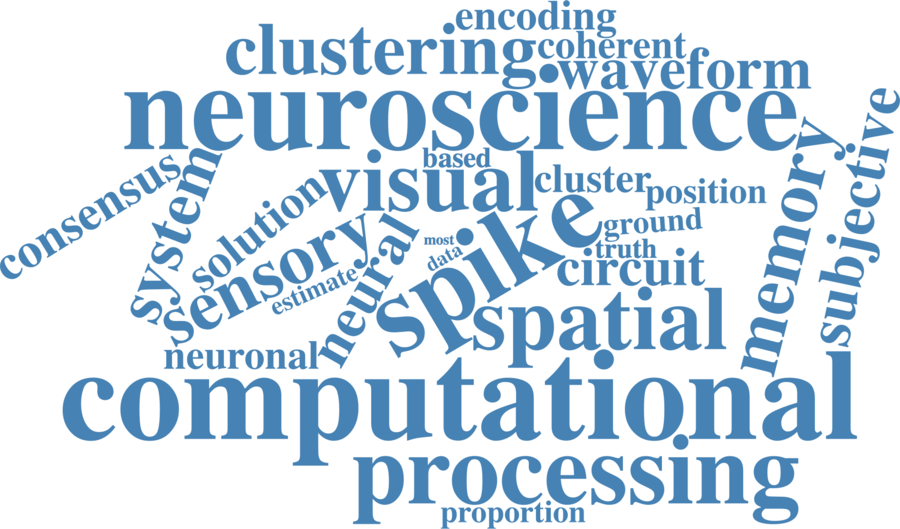 encoding
clustering
coherent
waveform
neuroscience
subjective
memory
consensus
system
based
visual
solution
cluster
position
spike
sensory
ground
neural
most
truth
data
circuit
estimate
spatial
neuronal
computational
processing
proportion